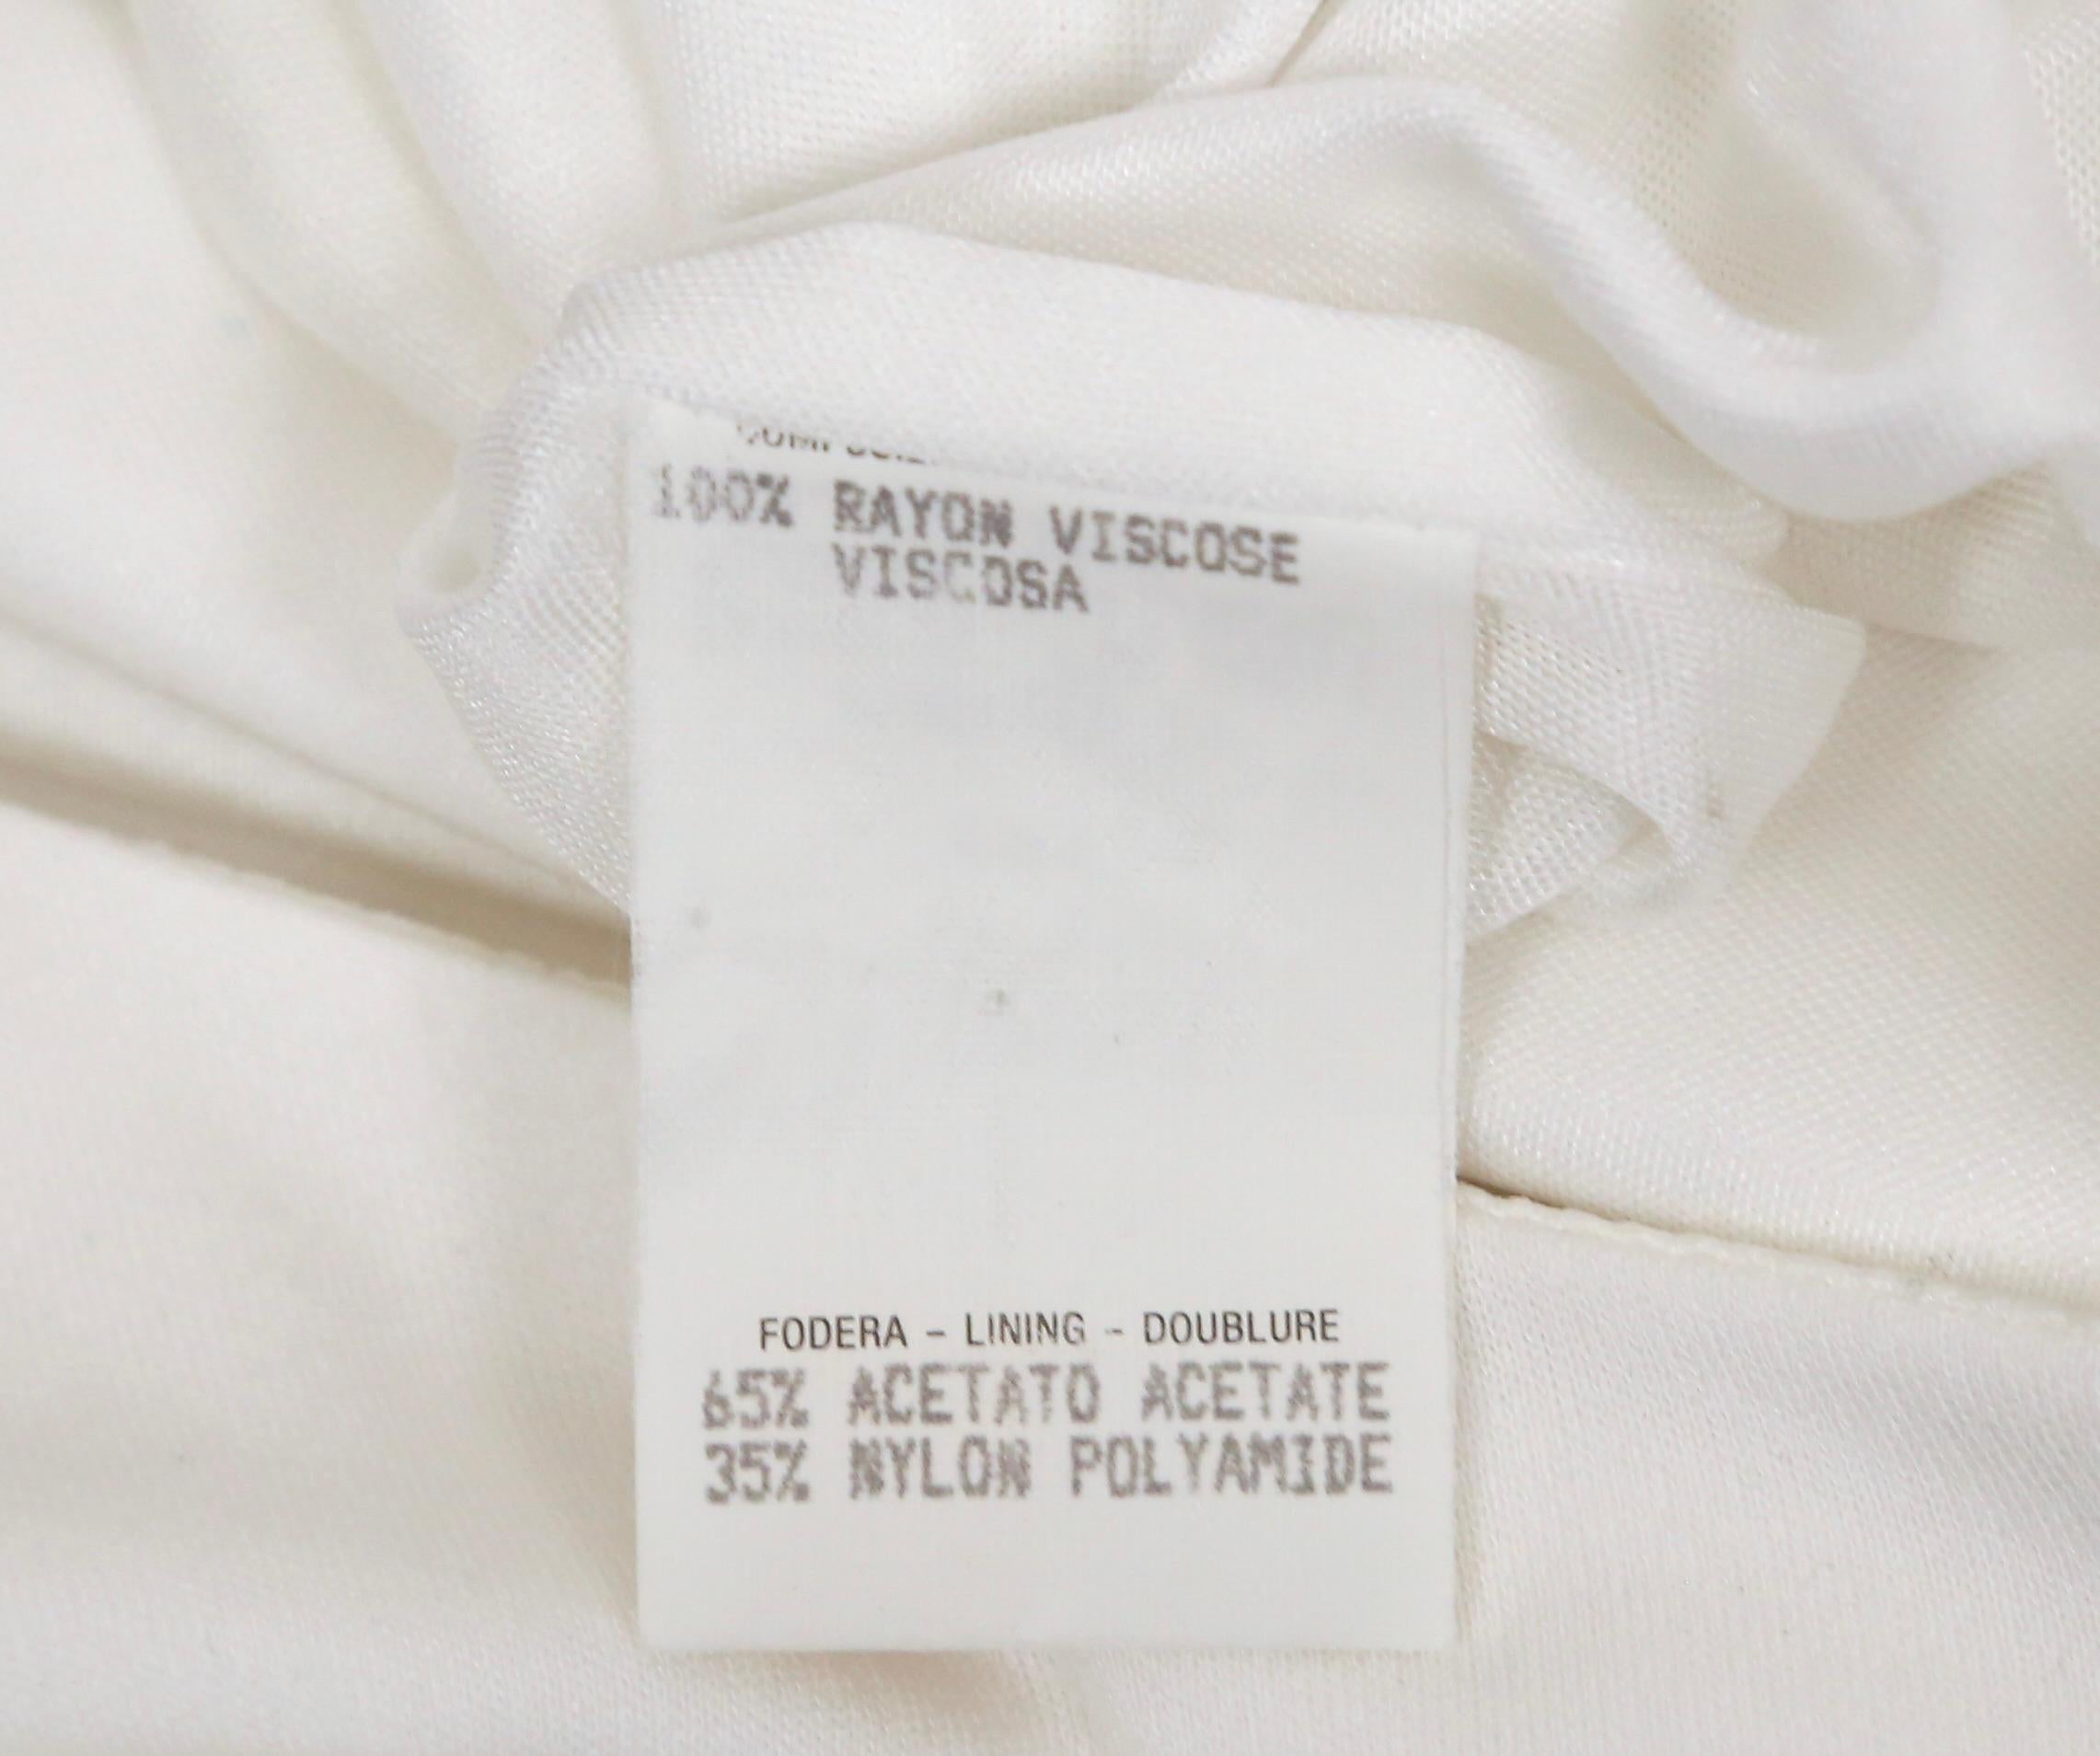 100% RAYON VISCOSE
VISCOSA
FODERA - LINING - DOUBLURE
65% ACETATO ACETATE
35% NYLON POLYAMIDE